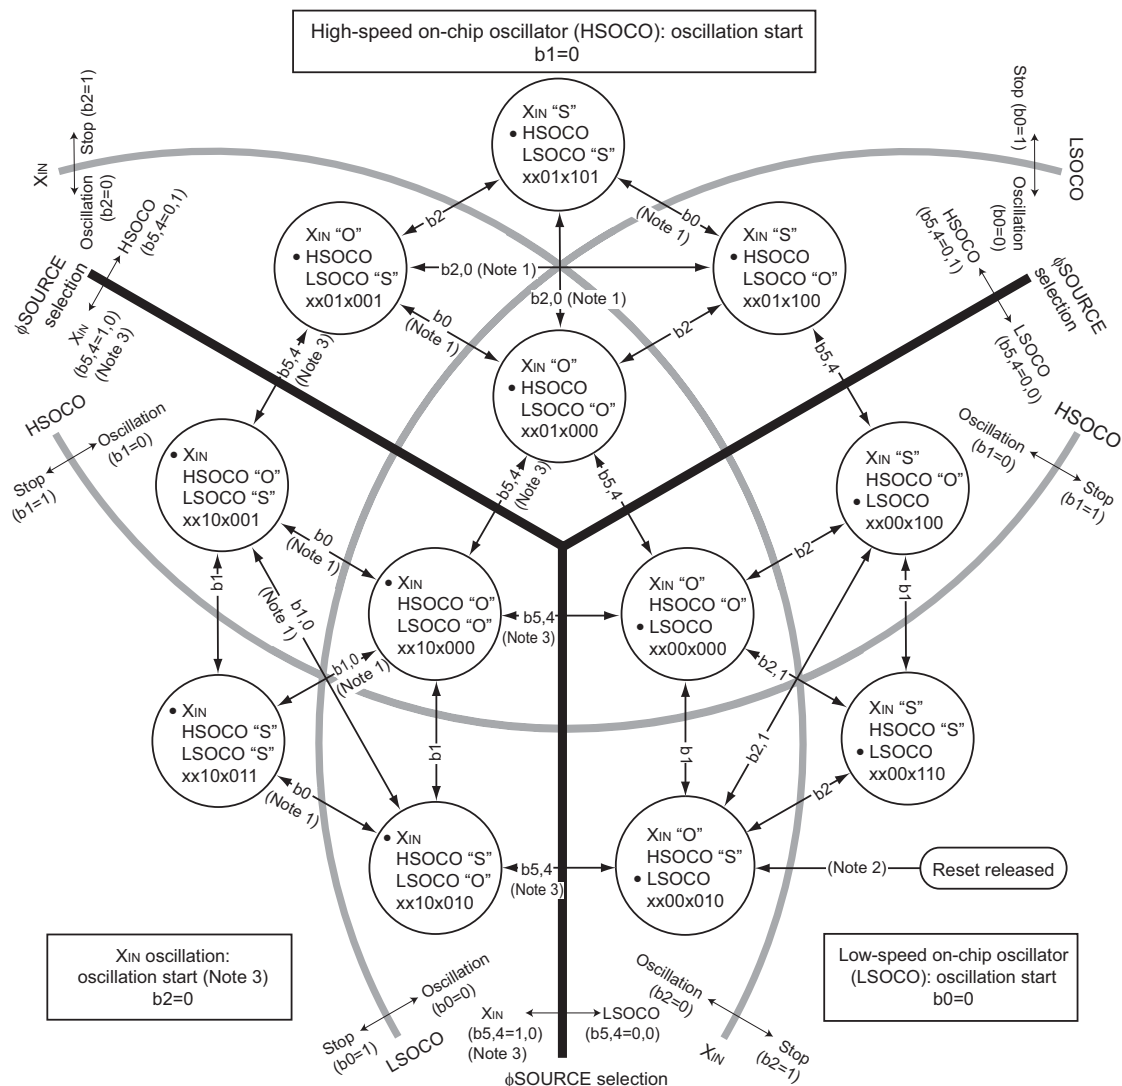 High-speed on-chip oscillator (HSOCO): oscillation start
b1=0
XIN
Stop (b2=1)
Oscillation
(b2=0)
HSOCO
(b5,4=0,1)
φSOURCE
selection
XIN
(b5,4=1,0)
(Note 3)
Stop (b0=1)
LSOCO
Oscillation
(b0=0)
HSOCO
(b5,4=0,1)
φSOURCE
selection
LSOCO
(b5,4=0,0)
XIN “S”
• HSOCO
LSOCO “S”
xx01x101
b2
b0
(Note 1)
XIN “O”
• HSOCO
LSOCO “S”
xx01x001
b2,0 (Note 1)
b2,0 (Note 1)
XIN “S”
• HSOCO
LSOCO “O”
xx01x100
b0
(Note 1)
b2
XIN “O”
• HSOCO
LSOCO “O”
xx01x000
b5,4
(Note 3)
b5,4
b5,4
(Note 3)
b5,4
HSOCO
Oscillation
(b1=0)
Stop
(b1=1)
HSOCO
Oscillation
(b1=0)
Stop
(b1=1)
• XIN
HSOCO “O”
LSOCO “S”
xx10x001
XIN “S”
HSOCO “O”
• LSOCO
xx00x100
b0
(Note 1)
b2
b1
b1,0
(Note 1)
• XIN
HSOCO “O”
LSOCO “O”
xx10x000
b5,4
(Note 3)
XIN “O”
HSOCO “O”
• LSOCO
xx00x000
b1
b1,0
(Note 1)
b2,1
• XIN
HSOCO “S”
LSOCO “S”
xx10x011
b1
b1
b2,1
XIN “S”
HSOCO “S”
• LSOCO
xx00x110
b0
(Note 1)
b2
• XIN
HSOCO “S”
LSOCO “O”
xx10x010
b5,4
(Note 3)
XIN “O”
HSOCO “S”
• LSOCO
xx00x010
(Note 2)
Reset released
XIN oscillation:
oscillation start (Note 3)
b2=0
Low-speed on-chip oscillator
(LSOCO): oscillation start
b0=0
Oscillation
(b0=0)
Stop
(b0=1)
LSOCO
XIN
(b5,4=1,0)
(Note 3)
LSOCO
(b5,4=0,0)
Oscillation
(b2=0)
XIN
Stop
(b2=1)
φSOURCE selection